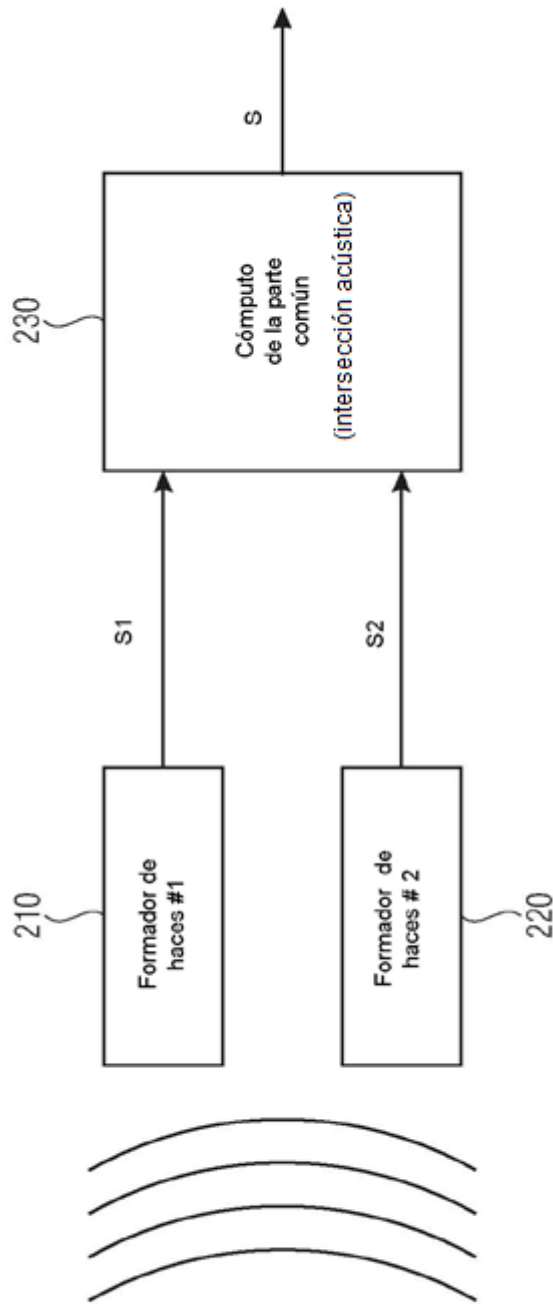 210
Formador de
haces #1
S1
220
Formador de
haces # 2
S2
230
Cómputo
de la parte
común
(intersección acústica)
S